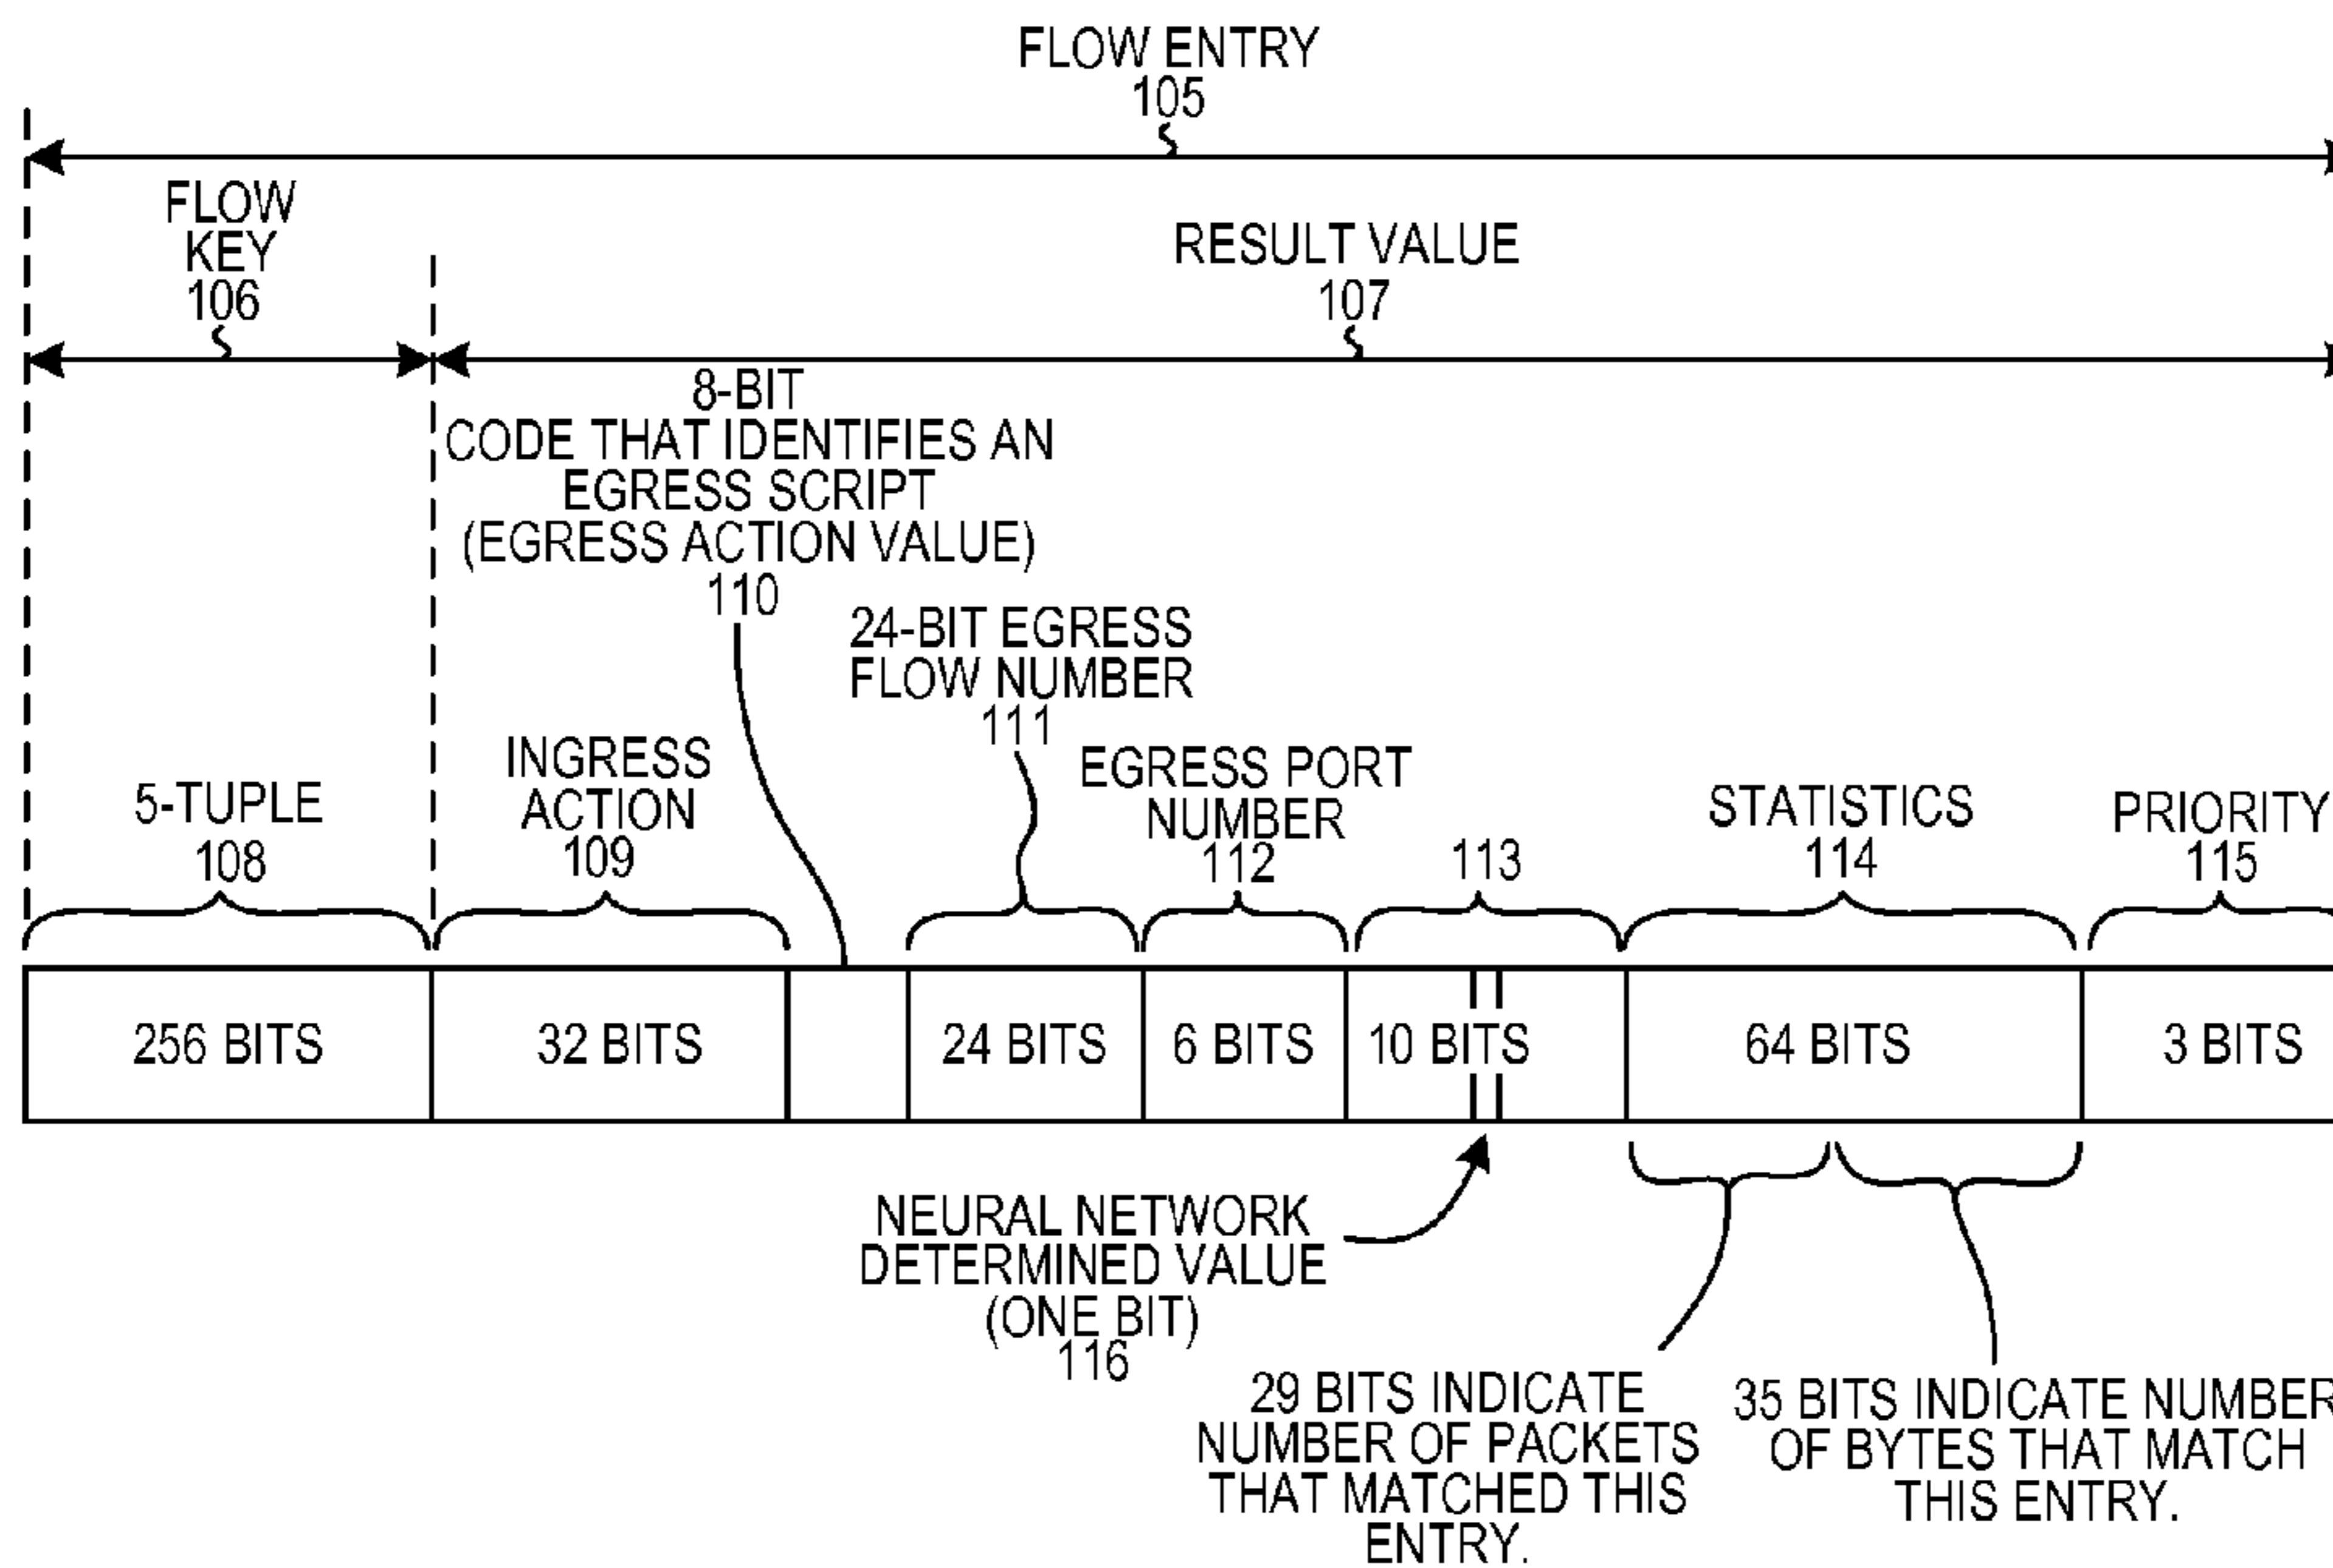 FLOW ENTRY
105
FLOW
KEY
106
RESULT VALUE
107
8-BIT
CODE THAT IDENTIFIES AN
EGRESS SCRIPT
(EGRESS ACTION VALUE)
110
24-BIT EGRESS
FLOW NUMBER
111
5-TUPLE
108
INGRESS
ACTION
109
EGRESS PORT
NUMBER
112
113
STATISTICS
114
PRIORITY
115
256 BITS
32 BITS
24 BITS
6 BITS
10 BITS
64 BITS
3 BITS
NEURAL NETWORK
DETERMINED VALUE
(ONE BIT)
116
29 BITS INDICATE
NUMBER OF PACKETS
THAT MATCHED THIS
ENTRY.
35 BITS INDICATE NUMBER
OF BYTES THAT MATCH
THIS ENTRY.